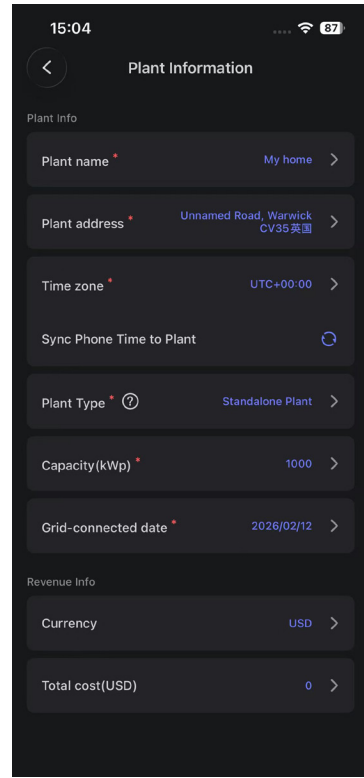 15:04
87
Plant Information
Plant Info
Plant name * My home
Plant address * Unnamed Road, Warwick
CV35英国
Time zone * UTC+00:00
Sync Phone Time to Plant
Plant Type * ? Standalone Plant
Capacity(kWp) * 1000
Grid-connected date * 2026/02/12
Revenue Info
Currency USD
Total cost(USD) 0